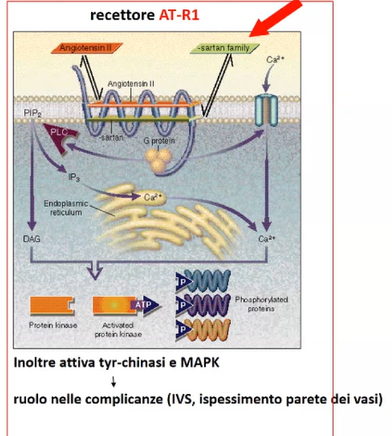 recettore AT-R1
Angiotensin II
-sartan family
Ca²⁺
Angiotensin II
PIP₂
PLC
-sartan
G protein
IP₃
Ca²⁺
Endoplasmic
reticulum
DAG
Ca²⁺
ATP
P
P
P
Phosphorylated
proteins
Protein kinase
Activated
protein kinase
Inoltre attiva tyr-chinasi e MAPK
ruolo nelle complicanze (IVS, ispessimento parete dei vasi)